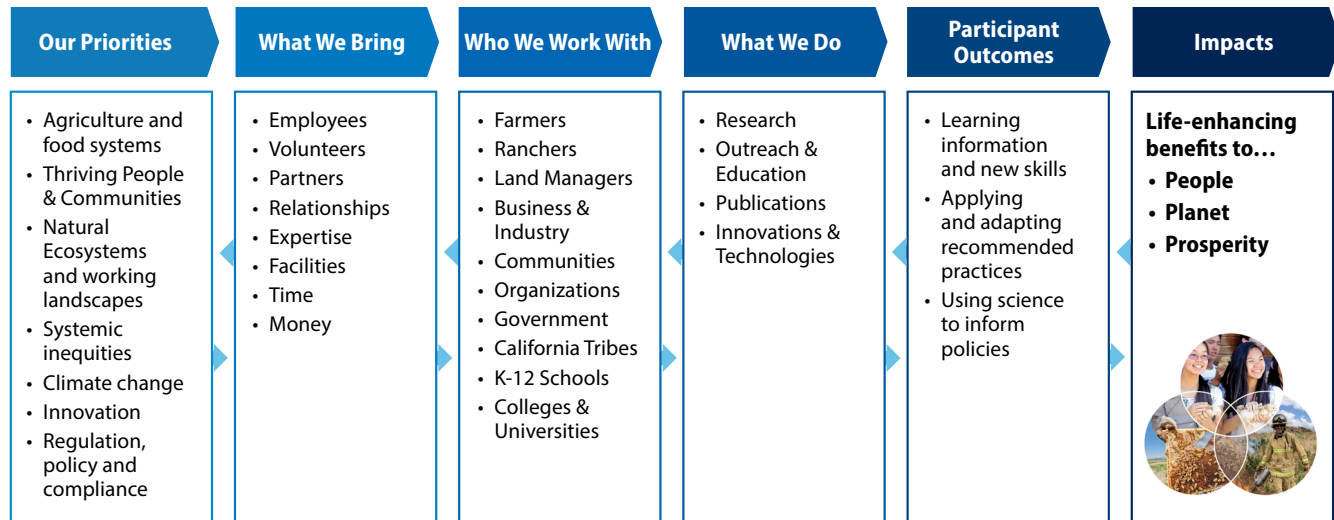 Our Priorities
• Agriculture and
food systems
• Thriving People
& Communities
• Natural
Ecosystems
and working
landscapes
• Systemic
inequities
• Climate change
• Innovation
• Regulation,
policy and
compliance
What We Bring
• Employees
• Volunteers
• Partners
• Relationships
• Expertise
• Facilities
• Time
• Money
Who We Work With
• Farmers
• Ranchers
• Land Managers
• Business &
Industry
• Communities
• Organizations
• Government
• California Tribes
• K-12 Schools
• Colleges &
Universities
What We Do
• Research
• Outreach &
Education
• Publications
• Innovations &
Technologies
Participant
Outcomes
• Learning
information
and new skills
• Applying
and adapting
recommended
practices
• Using science
to inform
policies
Impacts
Life-enhancing
benefits to…
• People
• Planet
• Prosperity